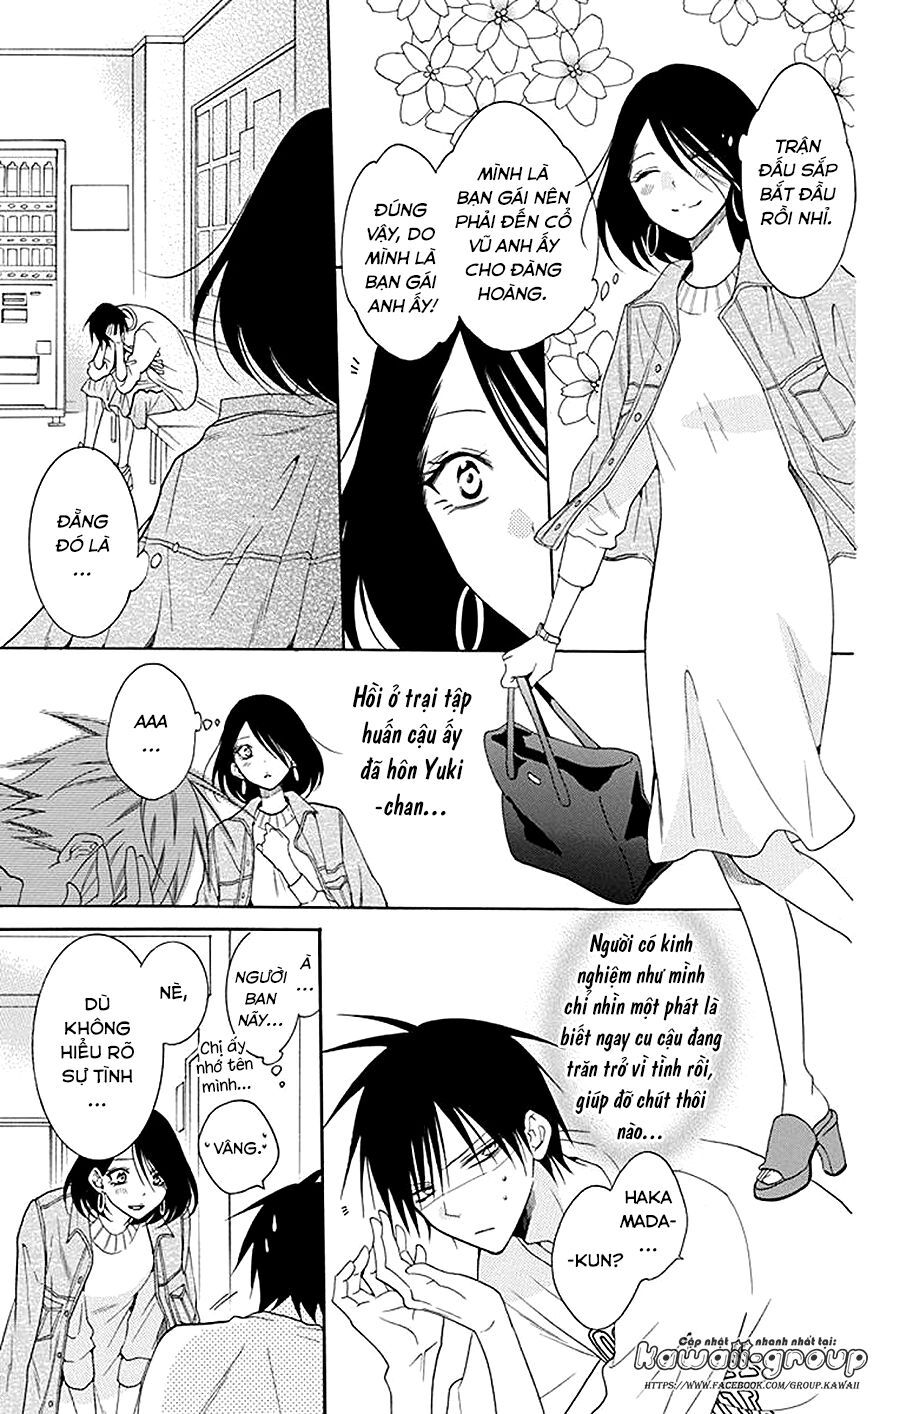 TRẬN
ĐẤU SẮP
BẮT ĐẦU
RỒI NHỈ.
MÌNH LÀ
BẠN GÁI NÊN
PHẢI ĐẾN CỔ
VŨ ANH ẤY
CHO ĐÀNG
HOÀNG.
ĐÚNG
VẬY, DO
MÌNH LÀ
BẠN GÁI
ANH ẤY!
ĐẰNG
ĐÓ LÀ
...
Hồi ở trại tập
huấn cậu ấy
đã hôn Yuki
-chan...
AAA
...
Người có kinh
nghiệm như mình
chỉ nhìn một phát là
biết ngay cu cậu đang
trăn trở vì tình rồi,
giúp đỡ chút thôi
nào...
HAKA
MADA-
...
-KUN?
À
...
NGƯỜI
BAN
NÃY...
Chị ấy
nhớ tên
mình...
VÂNG.
NÈ,
DÙ
KHÔNG
HIỂU RÕ
SỰ TÌNH
...
Cập nhật nhanh nhất tại:
kawaii-group
HTTPS://WWW.FACEBOOK.COM/GROUP.KAWAII